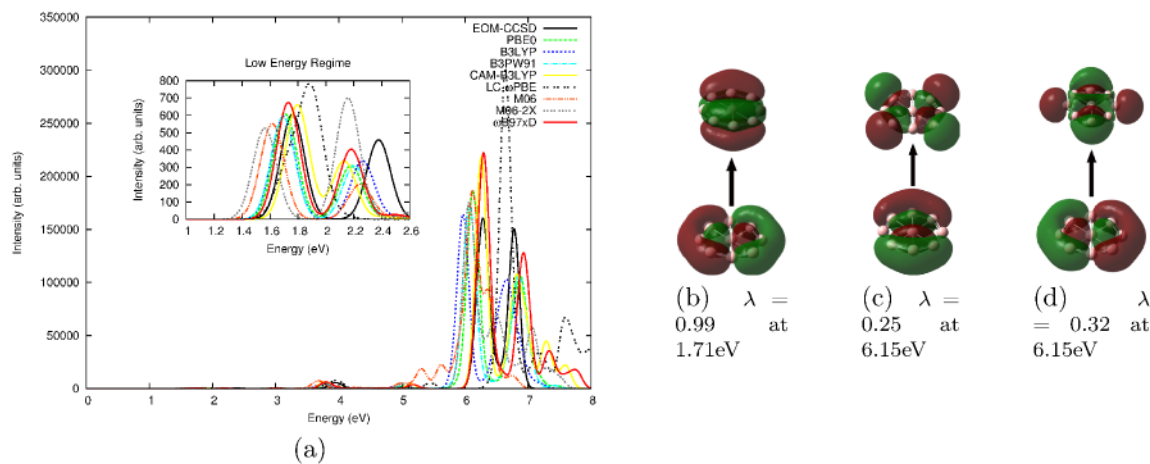 350000
300000
250000
200000
150000
100000
50000
0
Intensity (arb. units)
0 1 2 3 4 5 6 7 8
Energy (eV)
EOM-CCSD
PBE0
B3LYP
B3PW91
CAM-B3LYP
LC-ωPBE
M06
M06-2X
ωB97xD
Low Energy Regime
800
700
600
500
400
300
200
100
0
Intensity (arb. units)
1 1.2 1.4 1.6 1.8 2 2.2 2.4 2.6
Energy (eV)
(a)
(b) λ =
0.99 at
1.71eV
(c) λ =
0.25 at
6.15eV
(d) λ
= 0.32 at
6.15eV